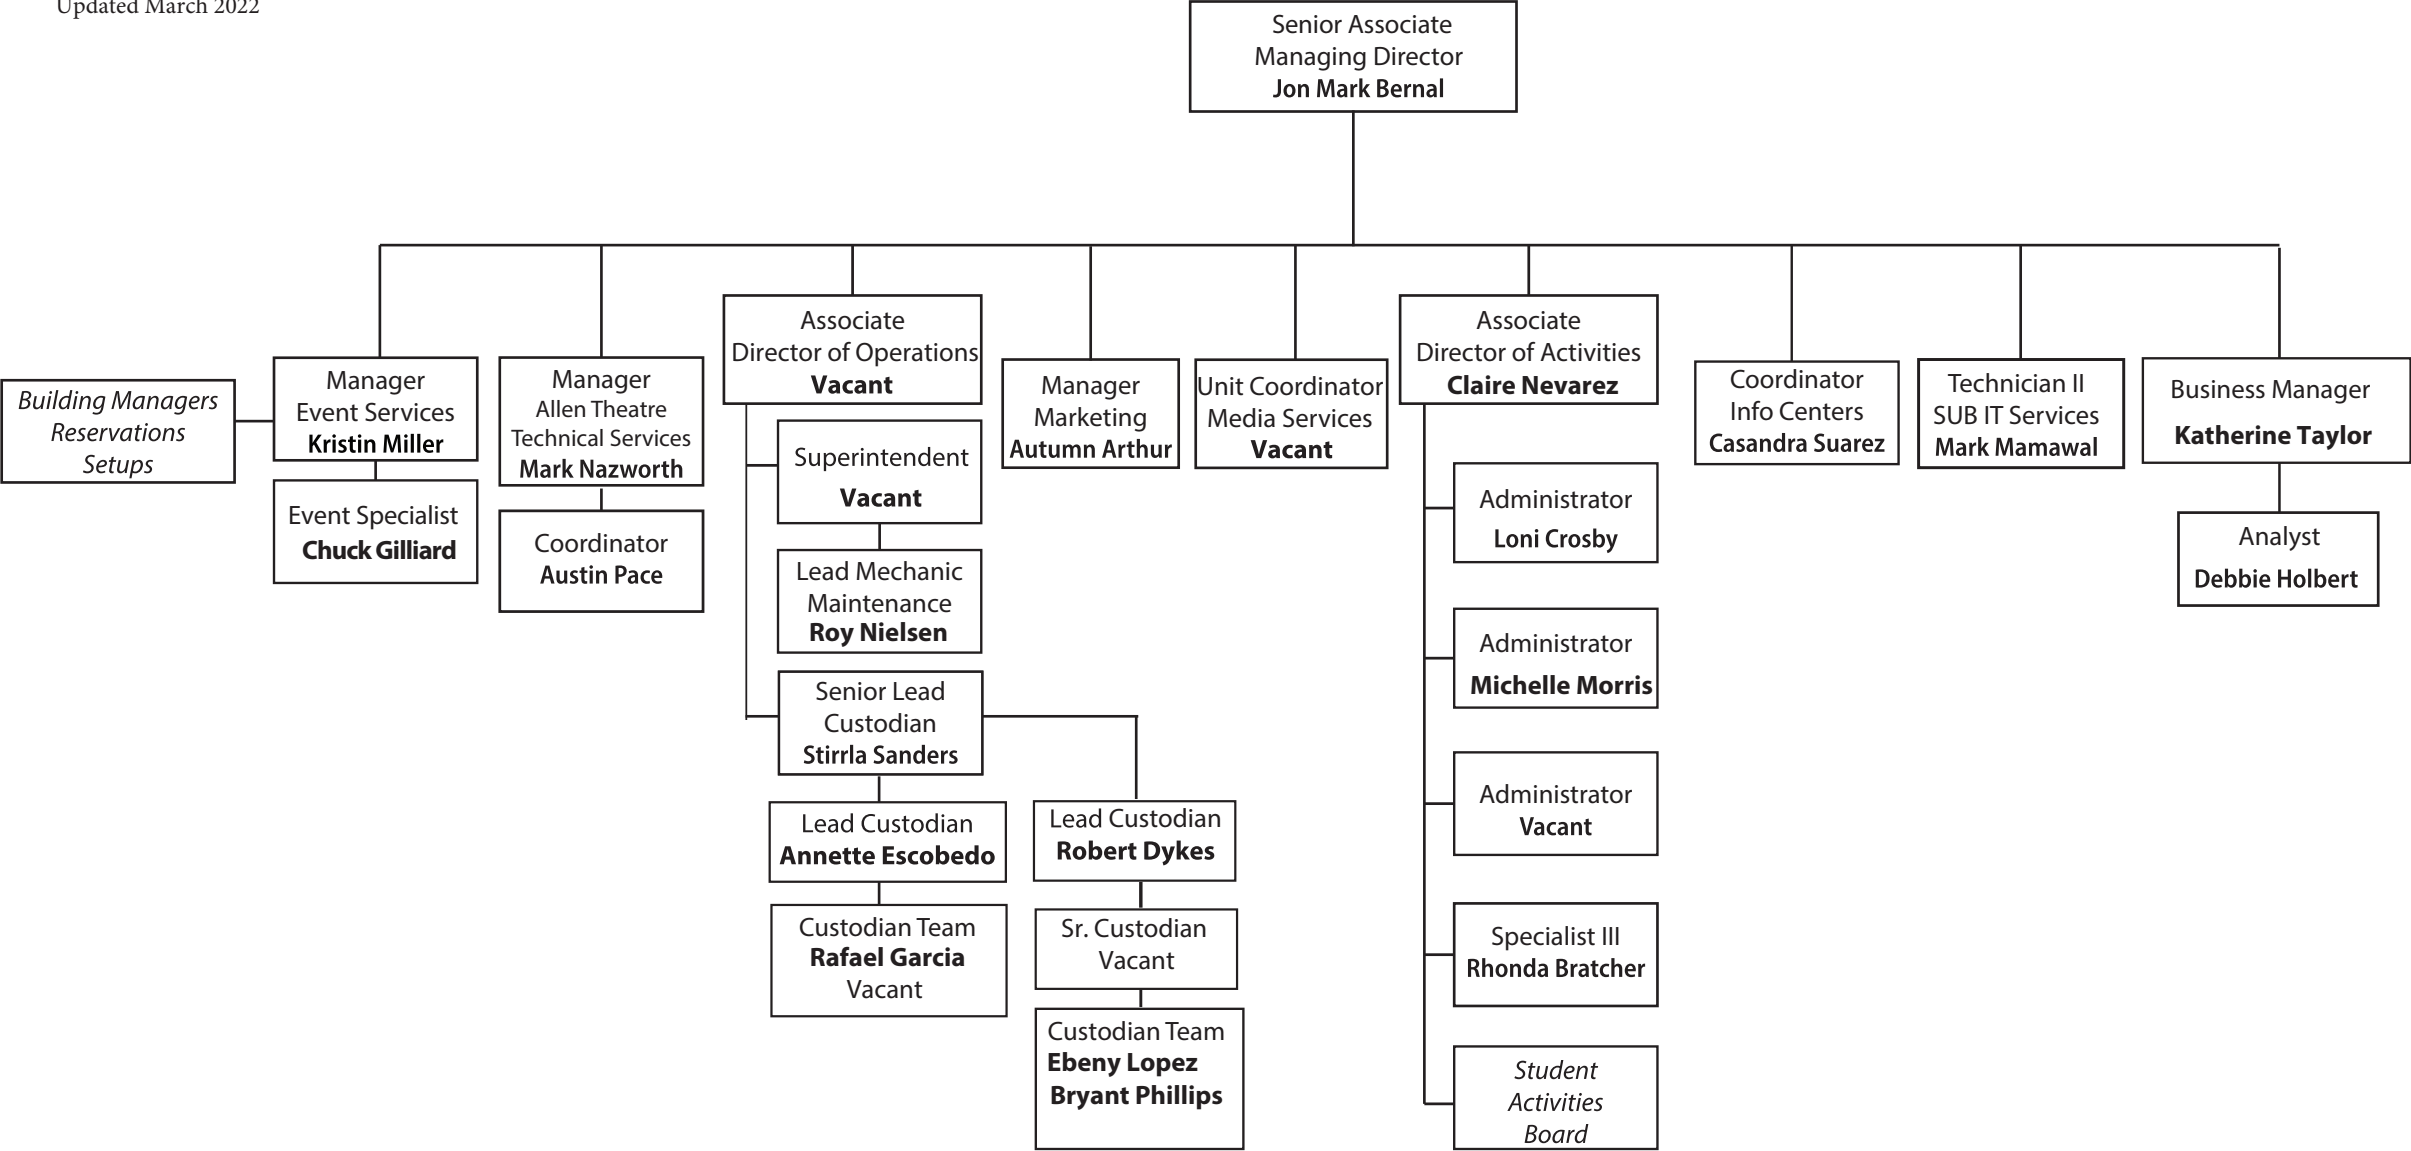 Updated March 2022
Senior Associate
Managing Director
Jon Mark Bernal
Building Managers
Reservations
Setups
Manager
Event Services
Kristin Miller
Event Specialist
Chuck Gilliard
Manager
Allen Theatre
Technical Services
Mark Nazworth
Coordinator
Austin Pace
Associate
Director of Operations
Vacant
Superintendent
Vacant
Lead Mechanic
Maintenance
Roy Nielsen
Senior Lead
Custodian
Stirrla Sanders
Lead Custodian
Annette Escobedo
Custodian Team
Rafael Garcia
Vacant
Lead Custodian
Robert Dykes
Sr. Custodian
Vacant
Custodian Team
Ebeny Lopez
Bryant Phillips
Manager
Marketing
Autumn Arthur
Unit Coordinator
Media Services
Vacant
Associate
Director of Activities
Claire Nevarez
Administrator
Loni Crosby
Administrator
Michelle Morris
Administrator
Vacant
Specialist III
Rhonda Bratcher
Student
Activities
Board
Coordinator
Info Centers
Casandra Suarez
Technician II
SUB IT Services
Mark Mamawal
Business Manager
Katherine Taylor
Analyst
Debbie Holbert